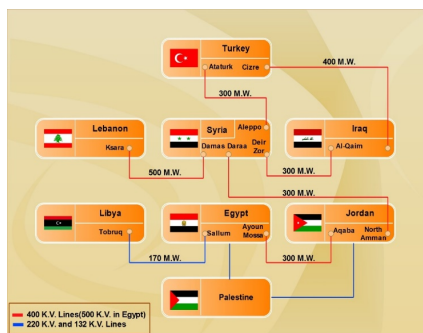 Turkey
Ataturk Cizre
400 M.W.
300 M.W.
Lebanon
Ksara
Syria
Aleppo
Damas Daraa
Deir
Zor
Iraq
Al-Qaim
500 M.W.
300 M.W.
300 M.W.
Libya
Tobruq
Egypt
Sallum
Ayoun
Mossa
Jordan
Aqaba
North
Amman
170 M.W.
300 M.W.
Palestine
400 K.V. Lines(500 K.V. in Egypt)
220 K.V. and 132 K.V. Lines